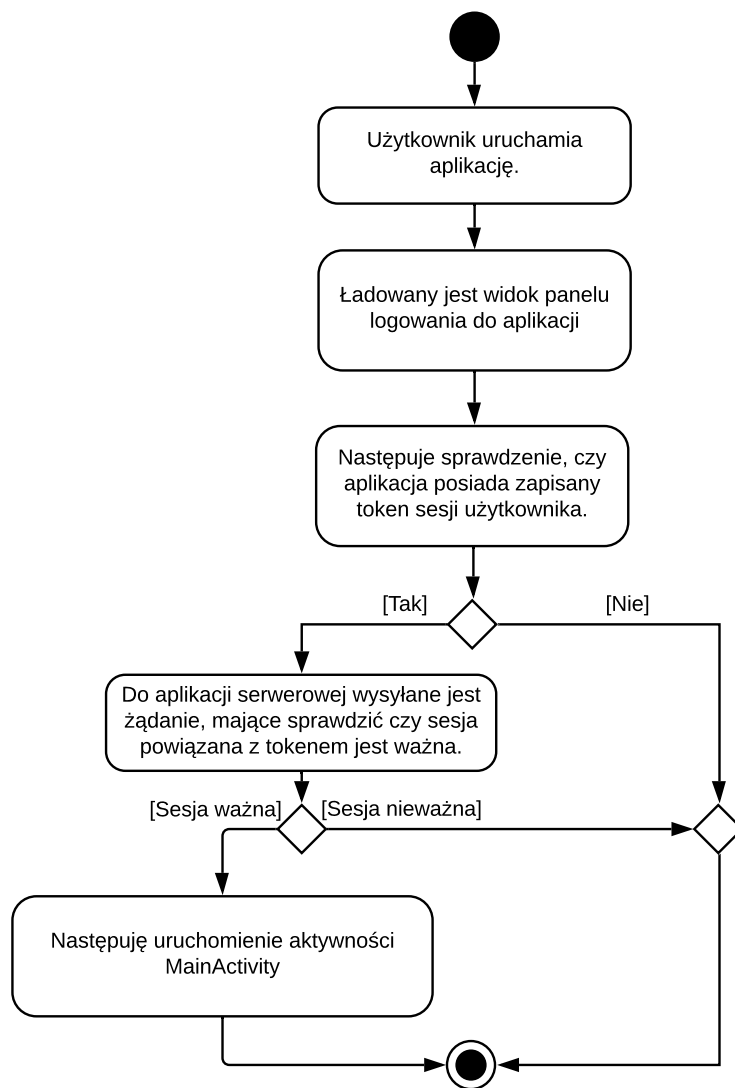 Użytkownik uruchamia
aplikację.
Ładowany jest widok panelu
logowania do aplikacji
Następuje sprawdzenie, czy
aplikacja posiada zapisany
token sesji użytkownika.
[Tak]
[Nie]
Do aplikacji serwerowej wysyłane jest
żądanie, mające sprawdzić czy sesja
powiązana z tokenem jest ważna.
[Sesja ważna]
[Sesja nieważna]
Następuję uruchomienie aktywności
MainActivity